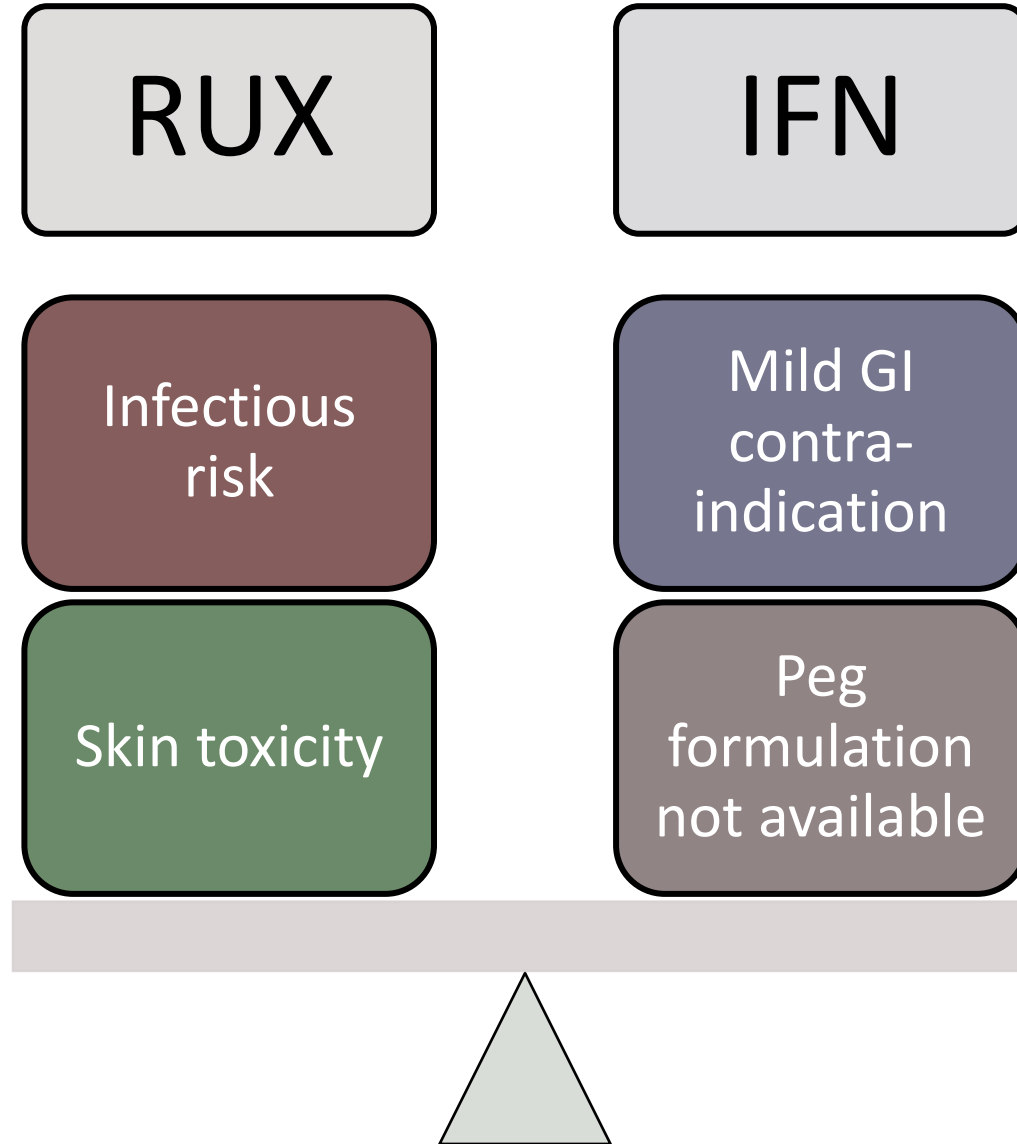 RUX
IFN
Infectious
risk
Mild GI
contra-
indication
Skin toxicity
Peg
formulation
not available